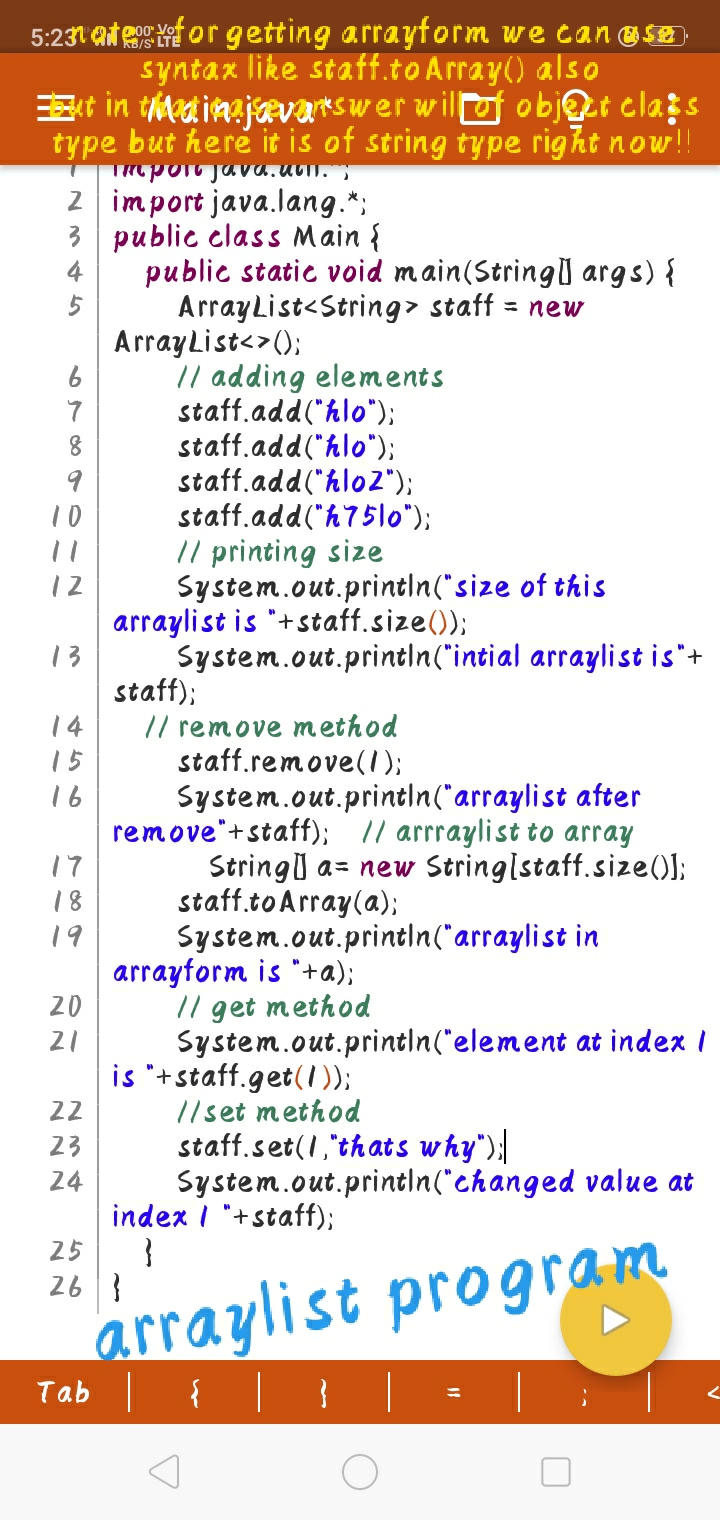 5:23
note :- for getting arrayform we can use
syntax like staff.toArray() also
but in that case answer will of object class
type but here it is of string type right now!!
Main.java*
1 import java.util.*;
2 import java.lang.*;
3 public class Main {
4 public static void main(String[] args) {
5 ArrayList<String> staff = new
ArrayList<>();
6 // adding elements
7 staff.add("hlo");
8 staff.add("hlo");
9 staff.add("hlo2");
10 staff.add("h75lo");
11 // printing size
12 System.out.println("size of this
arraylist is "+staff.size());
13 System.out.println("intial arraylist is"+
staff);
14 // remove method
15 staff.remove(1);
16 System.out.println("arraylist after
remove"+staff); // arrraylist to array
17 String[] a= new String[staff.size()];
18 staff.toArray(a);
19 System.out.println("arraylist in
arrayform is "+a);
20 // get method
21 System.out.println("element at index 1
is "+staff.get(1));
22 //set method
23 staff.set(1,"thats why");
24 System.out.println("changed value at
index 1 "+staff);
25 }
26 }
arraylist program
Tab { } = ; <